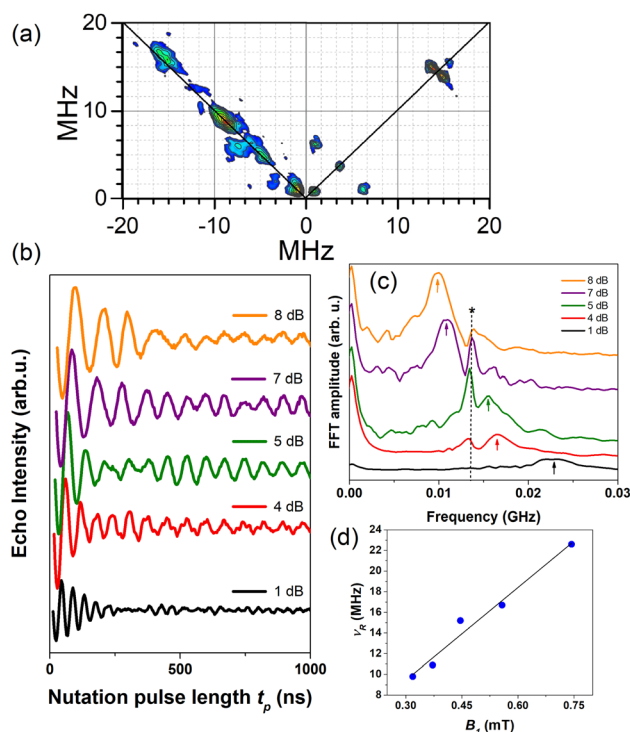 (a)
MHz
20
10
0
-20
-10
0
10
20
MHz
(b)
Echo Intensity (arb.u.)
8 dB
7 dB
5 dB
4 dB
1 dB
0
500
1000
Nutation pulse length tp (ns)
(c)
FFT amplitude (arb. u.)
*
8 dB
7 dB
5 dB
4 dB
1 dB
0.00
0.01
0.02
0.03
Frequency (GHz)
(d)
νR (MHz)
24
22
20
18
16
14
12
10
8
0.30
0.45
0.60
0.75
B1 (mT)